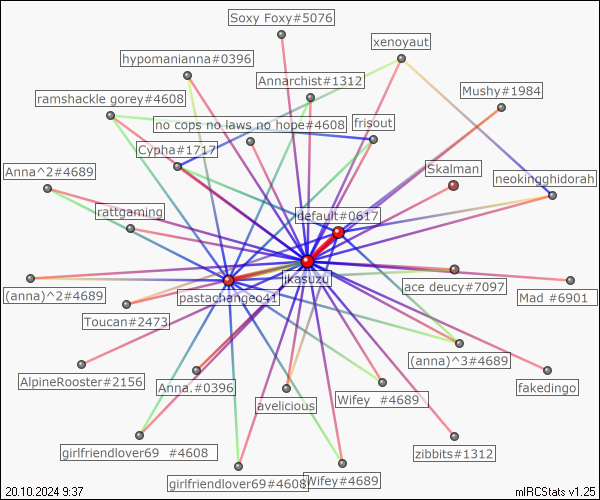 Soxy Foxy#5076
xenoyaut
hypomanianna#0396
Annarchist#1312
Mushy#1984
ramshackle gorey#4608
no cops no laws no hope#4608
frisout
Cypha#1717
Skalman
Anna^2#4689
neokingghidorah
rattgaming
default#0617
jkasuzu
ace deucy#7097
(anna)^2#4689
pastachangeo41
Mad #6901
Toucan#2473
(anna)^3#4689
AlpineRooster#2156
Anna.#0396
fakedingo
avelicious
Wifey #4689
girlfriendlover69 #4608
zibbits#1312
girlfriendlover69#4608
Wifey#4689
20.10.2024 9:37
mIRCStats v1.25